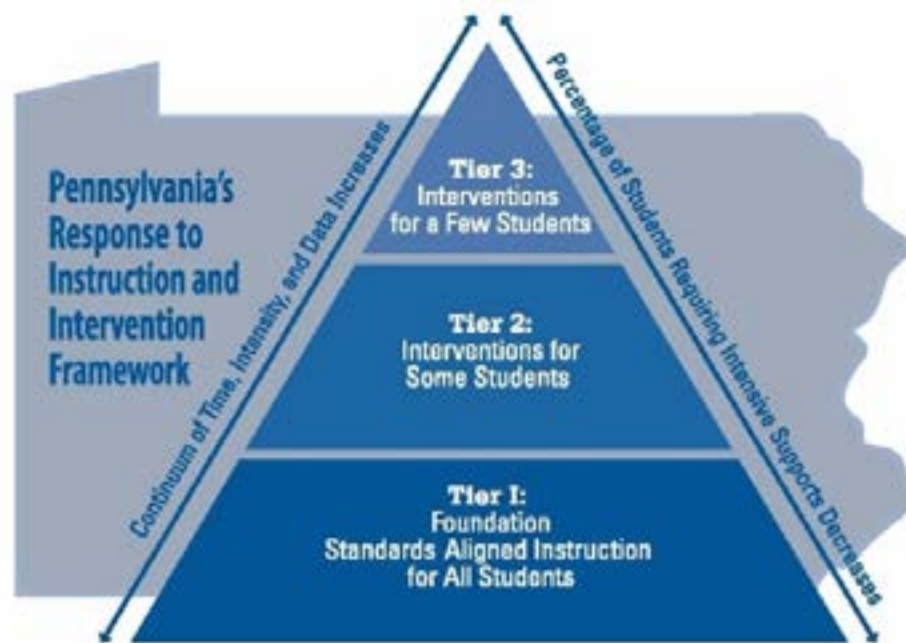 Pennsylvania's
Response to
Instruction and
Intervention
Framework
Continuum of Time, Intensity, and Data Increases
Percentage of Students Requiring Intensive Supports Decreases
Tier 3:
Interventions
for a Few Students
Tier 2:
Interventions for
Some Students
Tier I:
Foundation
Standards Aligned Instruction
for All Students